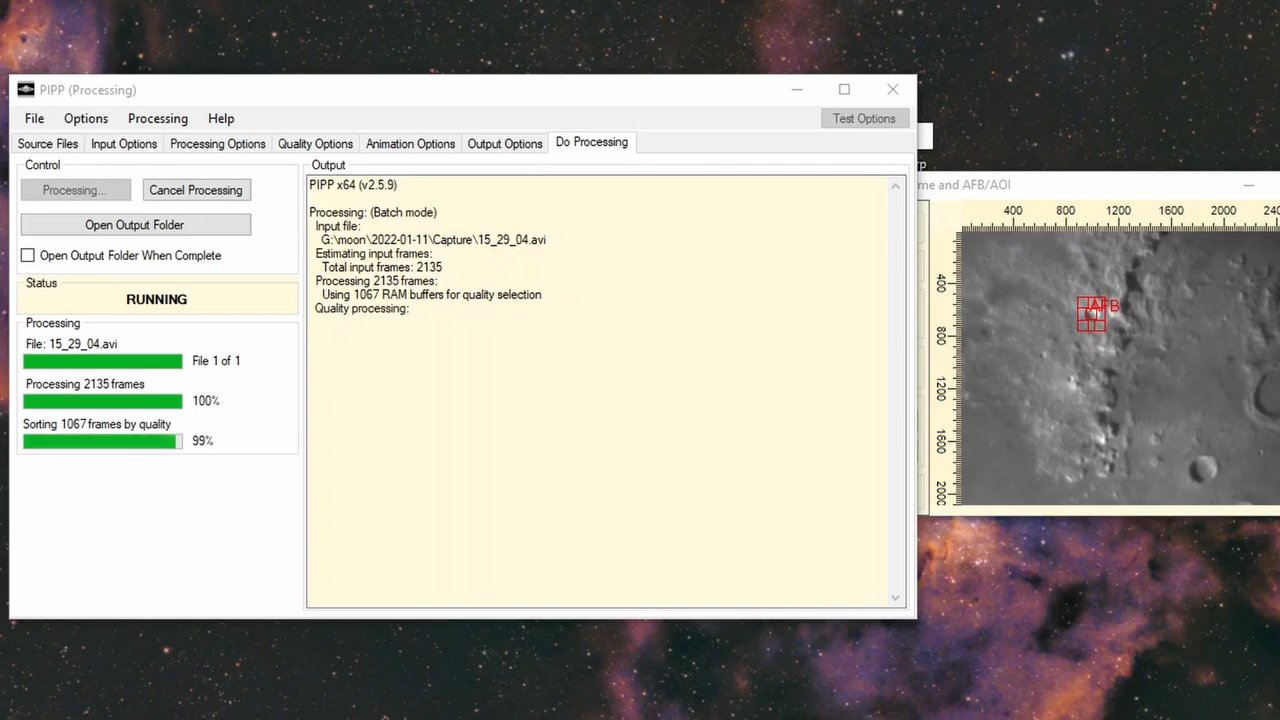 PIPP (Processing)
File Options Processing Help
Test Options
Source Files Input Options Processing Options Quality Options Animation Options Output Options Do Processing
Control
Processing... Cancel Processing
Open Output Folder
Open Output Folder When Complete
Status
RUNNING
Processing
File: 15_29_04.avi
File 1 of 1
Processing 2135 frames
100%
Sorting 1067 frames by quality
99%
Output
PIPP x64 (v2.5.9)
Processing: (Batch mode)
Input file:
G:\moon\2022-01-11\Capture\15_29_04.avi
Estimating input frames:
Total input frames: 2135
Processing 2135 frames:
Using 1067 RAM buffers for quality selection
Quality processing:
rp
me and AFB/AOI
400 800 1200 1600 2000 240
400
800
1200
1600
2000
AFB